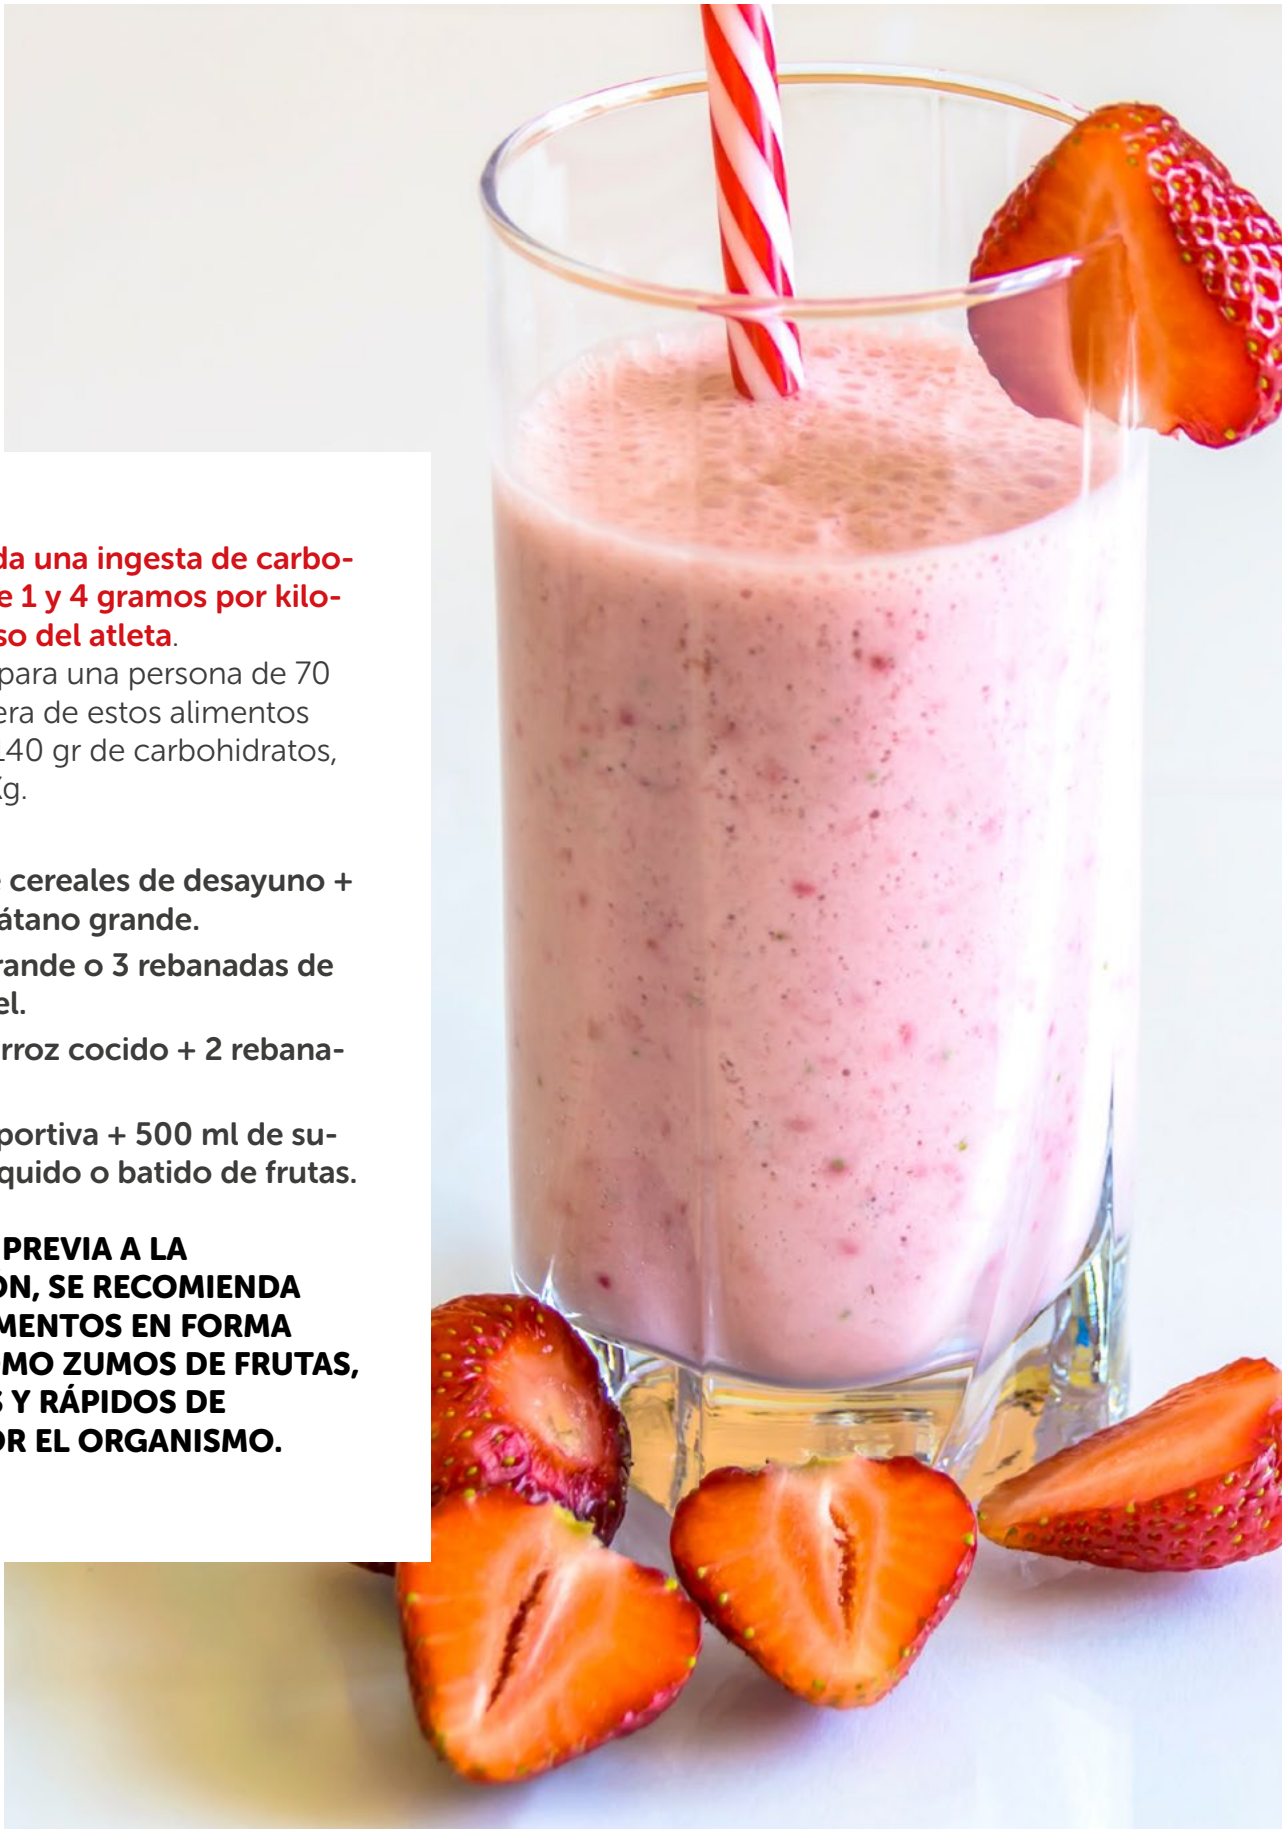 da una ingesta de carbo-
e 1 y 4 gramos por kilo-
so del atleta.
para una persona de 70
era de estos alimentos
140 gr de carbohidratos,
Kg.
e cereales de desayuno +
átano grande.
rande o 3 rebanadas de
el.
rroz cocido + 2 rebana-
portiva + 500 ml de su-
quido o batido de frutas.
PREVIA A LA
ON, SE RECOMIENDA
MENTOS EN FORMA
OMO ZUMOS DE FRUTAS,
S Y RÁPIDOS DE
OR EL ORGANISMO.